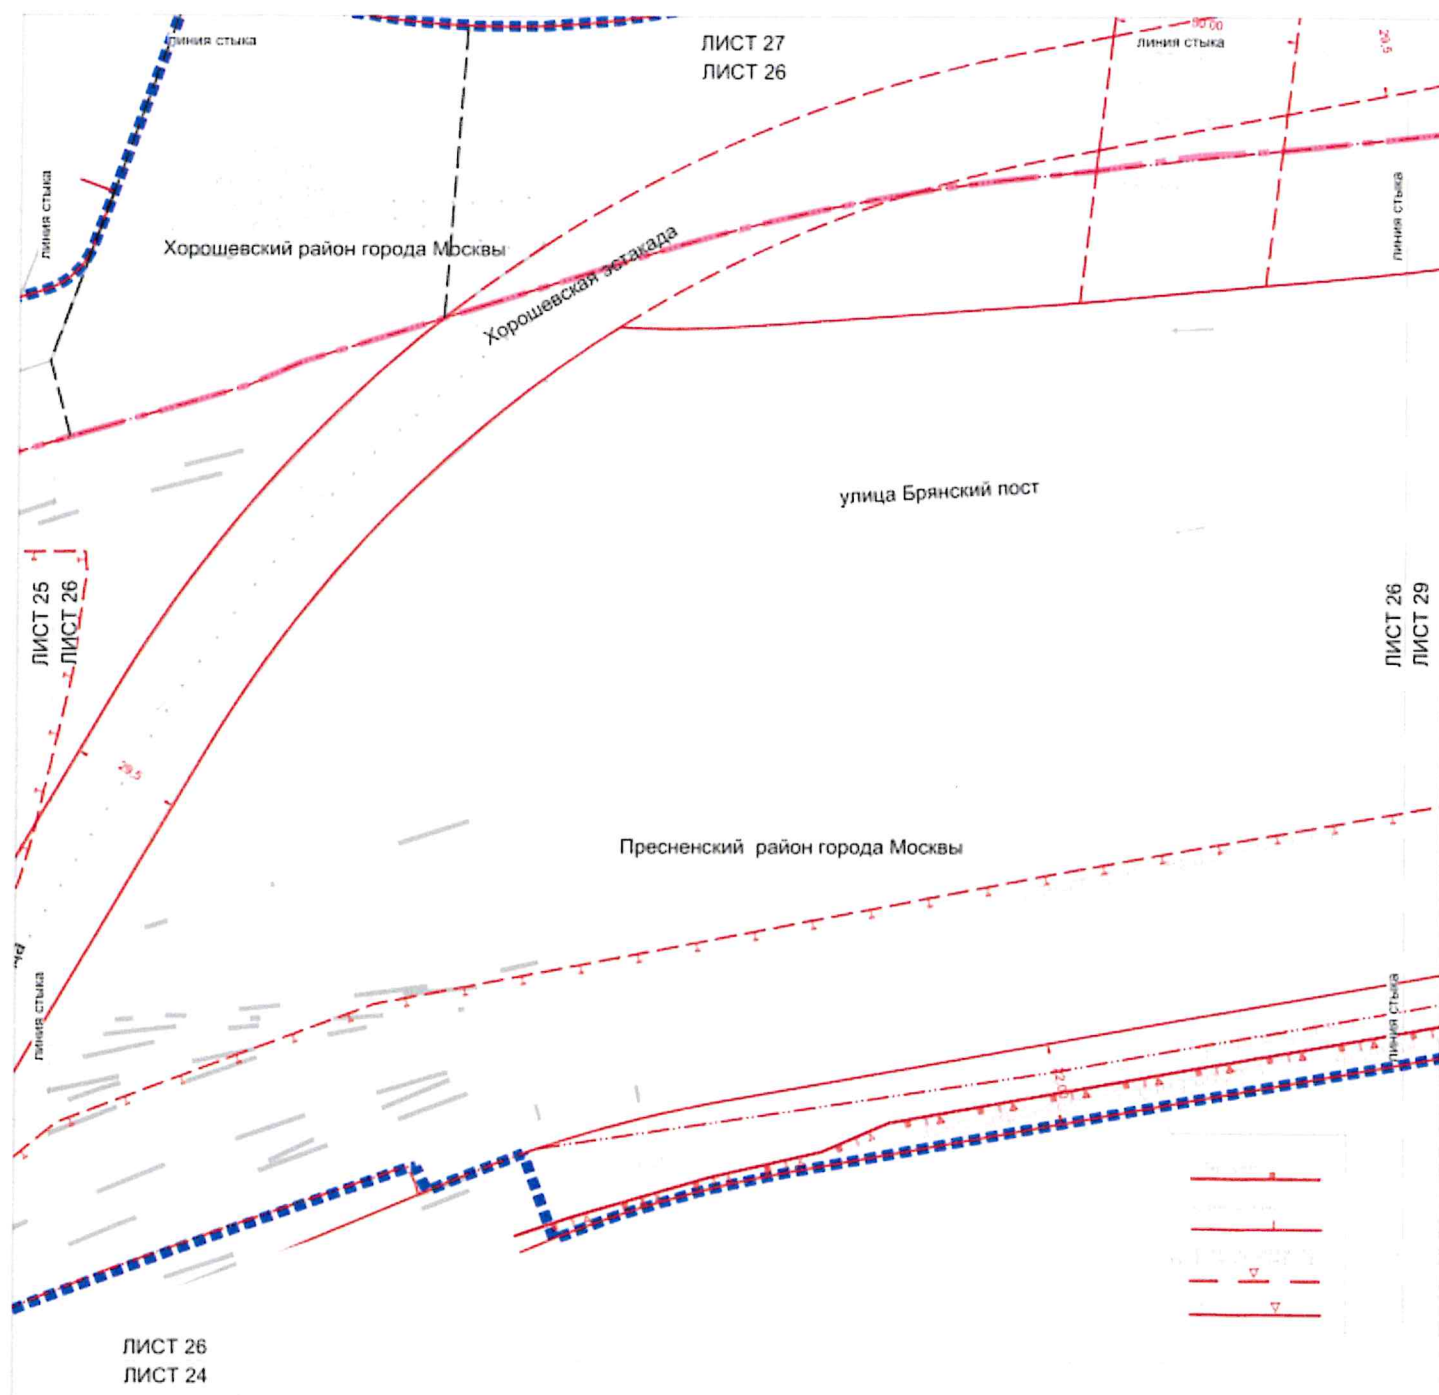 линия стыка
ЛИСТ 27
ЛИСТ 26
линия стыка
29,5
линия стыка
линия стыка
Хорошевский район города Москвы
Хорошевская эстакада
улица Брянский пост
ЛИСТ 25
ЛИСТ 26
ЛИСТ 26
ЛИСТ 29
29,5
Пресненский район города Москвы
линия стыка
линия стыка
ЛИСТ 26
ЛИСТ 24